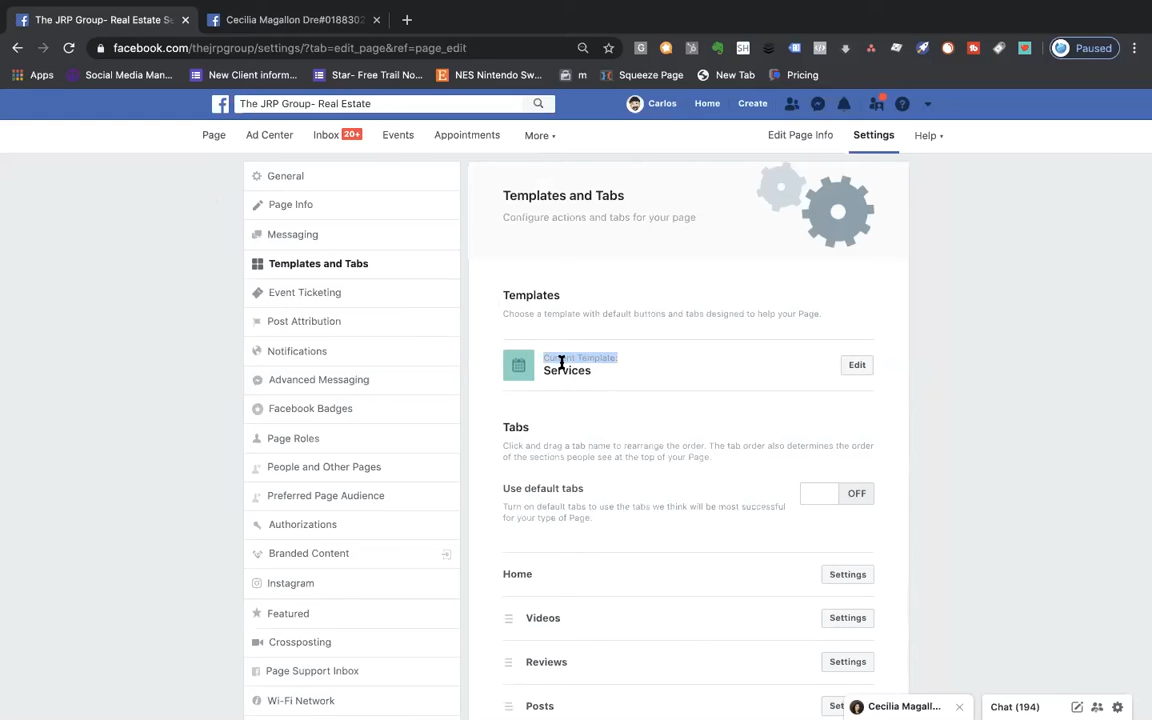 The JRP Group- Real Estate Se
Cecilia Magallon Dre#0188302
facebook.com/thejrpgroup/settings/?tab=edit_page&ref=page_edit
Paused
Apps
Social Media Man...
New Client inform...
Star- Free Trail No...
NES Nintendo Sw...
m
Squeeze Page
New Tab
Pricing
The JRP Group- Real Estate
Carlos
Home
Create
Page
Ad Center
Inbox 20+
Events
Appointments
More
Edit Page Info
Settings
Help
General
Page Info
Messaging
Templates and Tabs
Event Ticketing
Post Attribution
Notifications
Advanced Messaging
Facebook Badges
Page Roles
People and Other Pages
Preferred Page Audience
Authorizations
Branded Content
Instagram
Featured
Crossposting
Page Support Inbox
Wi-Fi Network
Templates and Tabs
Configure actions and tabs for your page
Templates
Choose a template with default buttons and tabs designed to help your Page.
Current Template:
Services
Edit
Tabs
Click and drag a tab name to rearrange the order. The tab order also determines the order
of the sections people see at the top of your Page.
Use default tabs
OFF
Turn on default tabs to use the tabs we think will be most successful
for your type of Page.
Home
Settings
Videos
Settings
Reviews
Settings
Posts
Set
Cecilia Magall...
Chat (194)